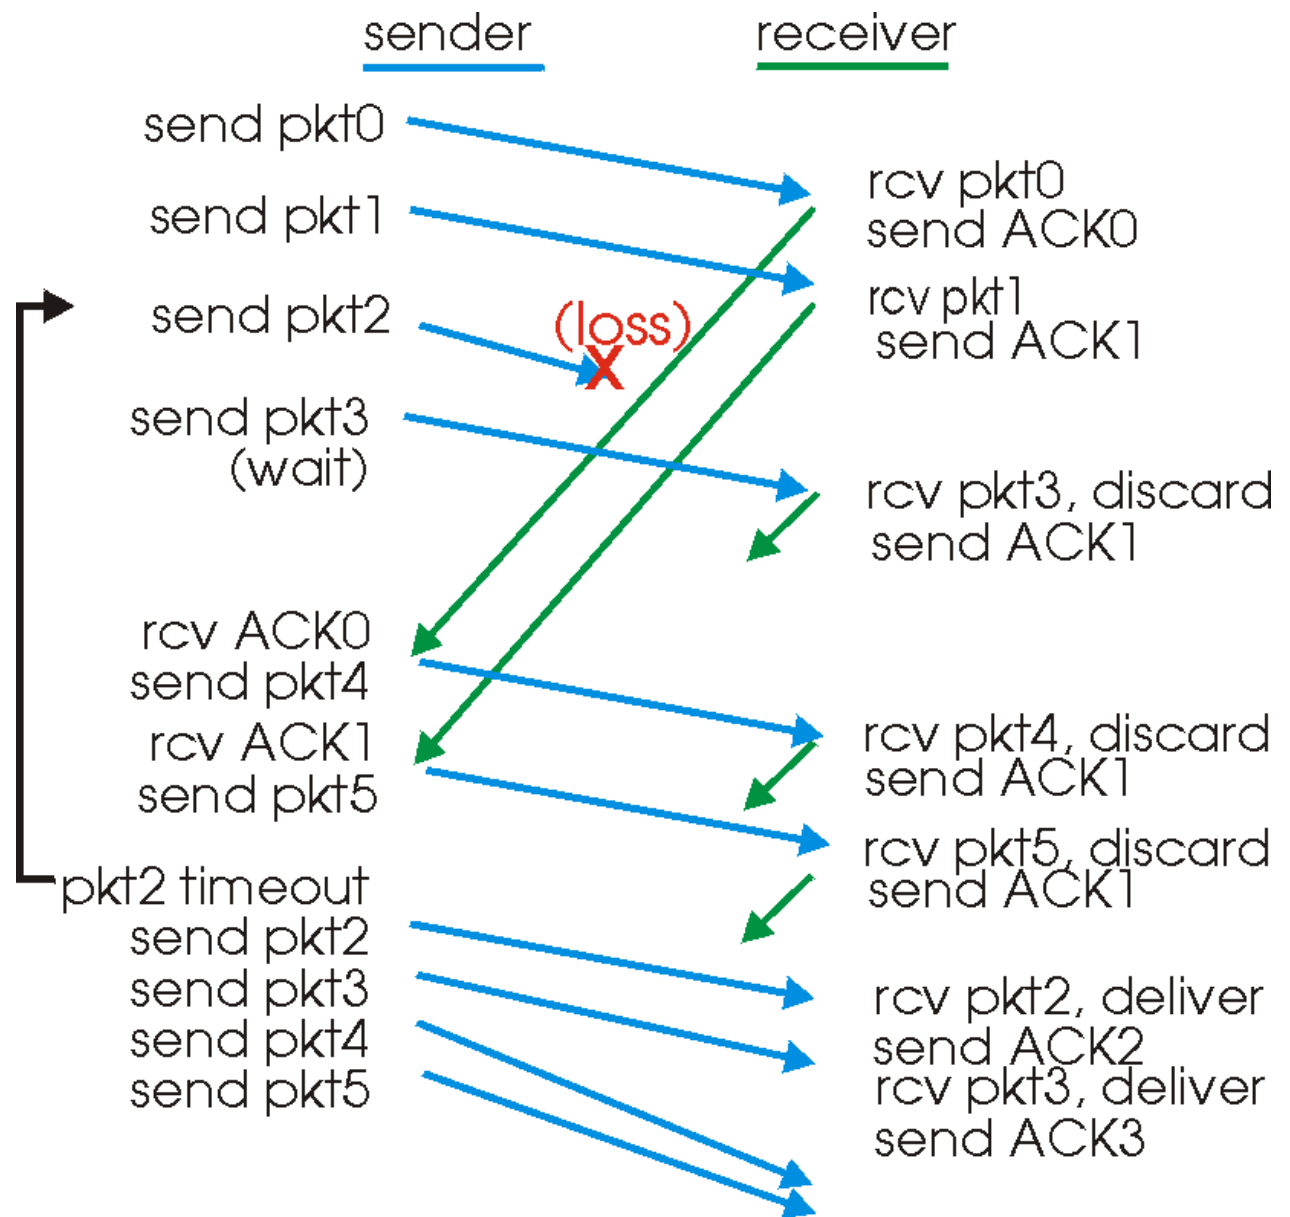 sender
receiver
send pkt0
rcv pkt0
send ACK0
send pkt1
rcv pkt1
send ACK1
send pkt2
(loss)
X
send pkt3
(wait)
rcv pkt3, discard
send ACK1
rcv ACK0
send pkt4
rcv ACK1
send pkt5
rcv pkt4, discard
send ACK1
rcv pkt5, discard
send ACK1
pkt2 timeout
send pkt2
send pkt3
send pkt4
send pkt5
rcv pkt2, deliver
send ACK2
rcv pkt3, deliver
send ACK3